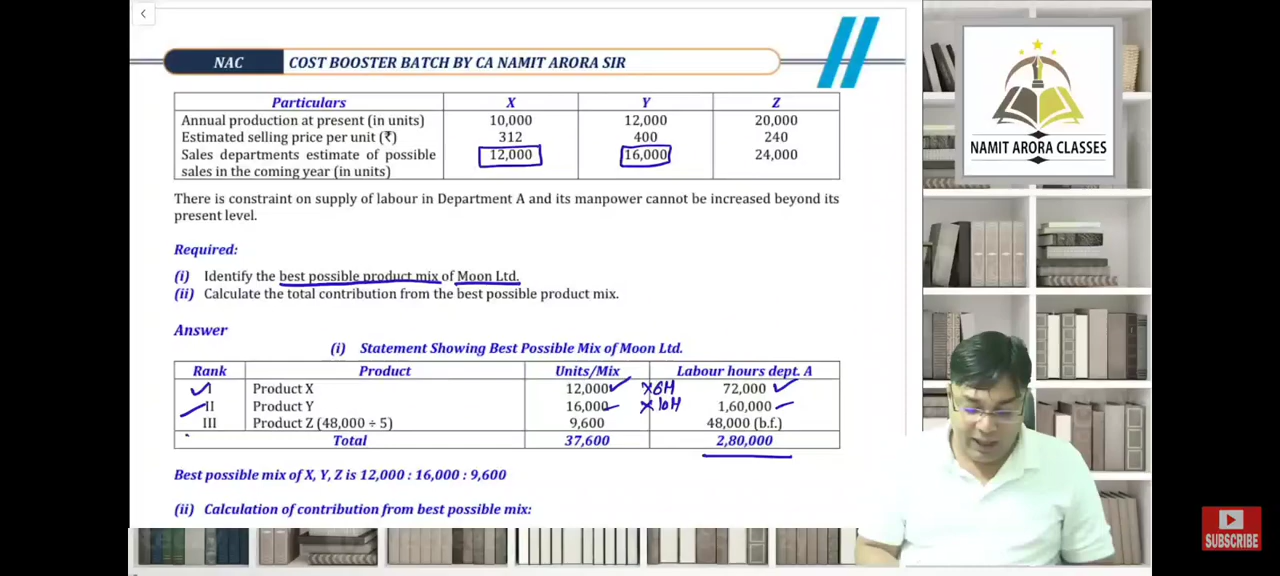 NAC COST BOOSTER BATCH BY CA NAMIT ARORA SIR
NAMIT ARORA CLASSES
Particulars X Y Z
Annual production at present (in units) 10,000 12,000 20,000
Estimated selling price per unit (₹) 312 400 240
Sales departments estimate of possible 12,000 16,000 24,000
sales in the coming year (in units)
There is constraint on supply of labour in Department A and its manpower cannot be increased beyond its
present level.
Required:
(i) Identify the best possible product mix of Moon Ltd.
(ii) Calculate the total contribution from the best possible product mix.
Answer
(i) Statement Showing Best Possible Mix of Moon Ltd.
Rank Product Units/Mix Labour hours dept. A
I Product X 12,000 ×6H 72,000
II Product Y 16,000 ×10H 1,60,000
III Product Z (48,000 ÷ 5) 9,600 48,000 (b.f.)
Total 37,600 2,80,000
Best possible mix of X, Y, Z is 12,000 : 16,000 : 9,600
(ii) Calculation of contribution from best possible mix:
SUBSCRIBE